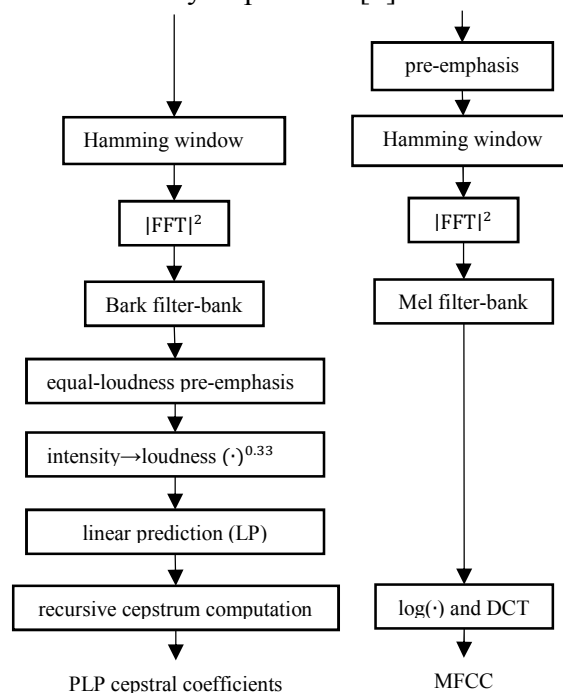 pre-emphasis
Hamming window
Hamming window
|FFT|²
|FFT|²
Bark filter-bank
Mel filter-bank
equal-loudness pre-emphasis
intensity→loudness (·)^0.33
linear prediction (LP)
recursive cepstrum computation
log(·) and DCT
PLP cepstral coefficients
MFCC